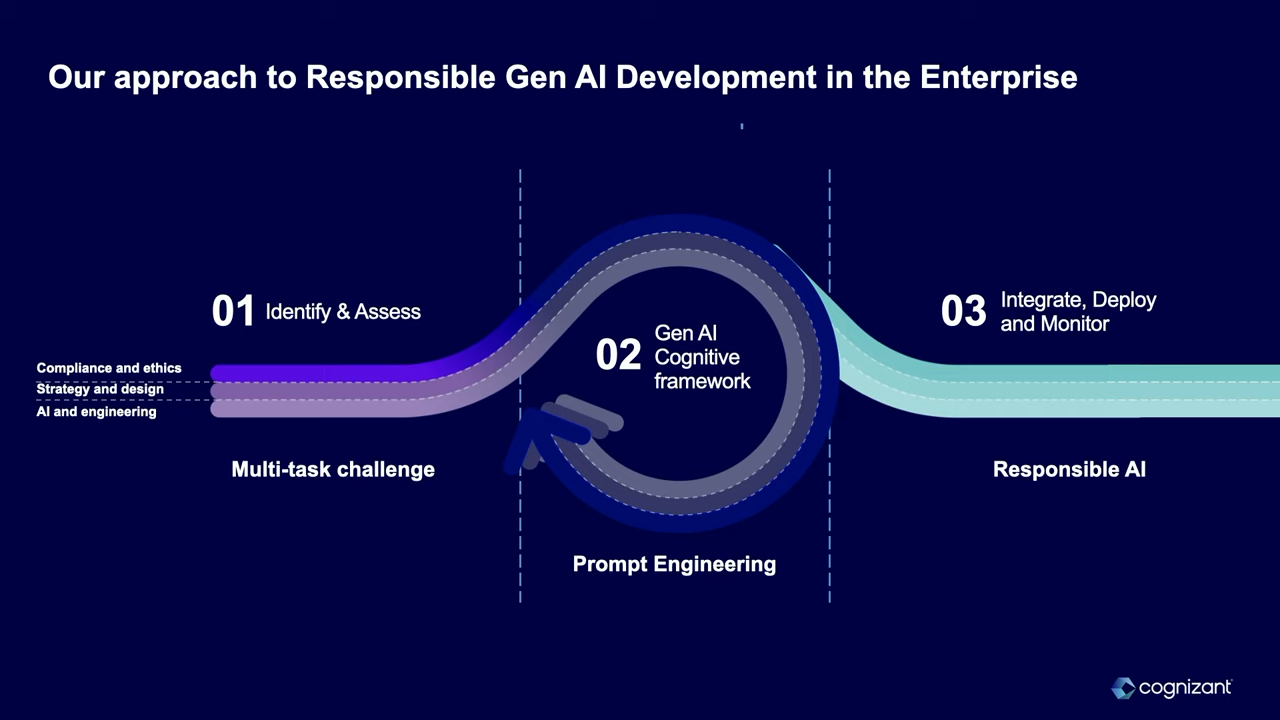 Our approach to Responsible Gen AI Development in the Enterprise
01 Identify & Assess
Compliance and ethics
Strategy and design
AI and engineering
Multi-task challenge
02 Gen AI
Cognitive
framework
Prompt Engineering
03 Integrate, Deploy
and Monitor
Responsible AI
cognizant